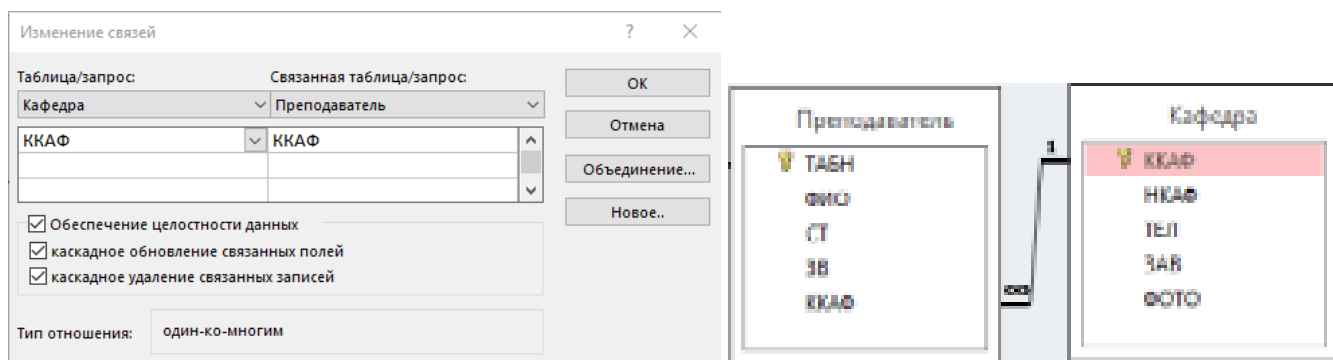 Изменение связей
?
Таблица/запрос:
Связанная таблица/запрос:
Кафедра
Преподаватель
ККАФ
ККАФ
Обеспечение целостности данных
каскадное обновление связанных полей
каскадное удаление связанных записей
Тип отношения:
один-ко-многим
ОК
Отмена
Объединение...
Новое..
Преподаватель
ТАБН
ФИО
СТ
ЗВ
ККАФ
1
∞
Кафедра
ККАФ
НКАФ
ТЕЛ
ЗАВ
ФОТО